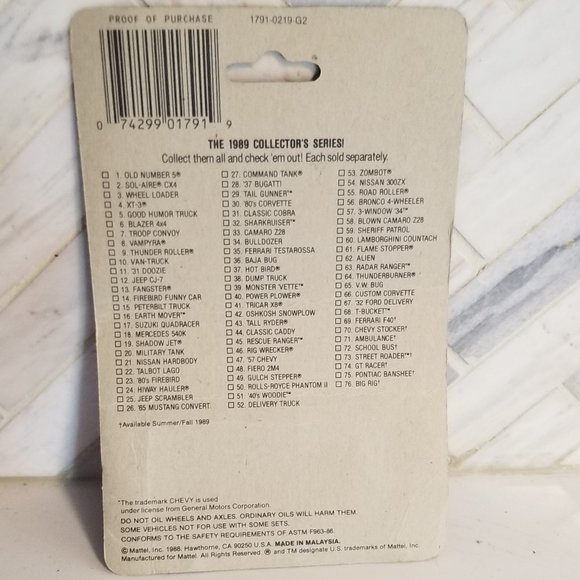 PROOF OF PURCHASE 1791-0219-G2
0 74299 01791 9
THE 1989 COLLECTOR'S SERIES!
Collect them all and check 'em out! Each sold separately.
1. OLD NUMBER 5®
2. SOL-AIRE® CX4
3. WHEEL LOADER
4. XT-3®
5. GOOD HUMOR TRUCK
6. BLAZER 4x4
7. TROOP CONVOY
8. VAMPYRA®
9. THUNDER ROLLER®
10. VAN-TRUCK
11. '31 DOOZIE
12. JEEP CJ-7
13. FANGSTER®
14. FIREBIRD FUNNY CAR
15. PETERBILT TRUCK
16. EARTH MOVER™
17. SUZUKI QUADRACER
18. MERCEDES 540K
19. SHADOW JET®
20. MILITARY TANK
21. NISSAN HARDBODY
22. TALBOT LAGO
23. '80's FIREBIRD
24. HIWAY HAULER®
25. JEEP SCRAMBLER
26. '65 MUSTANG CONVERT.
27. COMMAND TANK®
28. '37 BUGATTI
29. TAIL GUNNER™
30. '80's CORVETTE
31. CLASSIC COBRA
32. SHARKRUISER™
33. CAMARO Z28
34. BULLDOZER
35. FERRARI TESTAROSSA
36. BAJA BUG
37. HOT BIRD®
38. DUMP TRUCK
39. MONSTER VETTE™
40. POWER PLOWER®
41. TRICAR X8®
42. OSHKOSH SNOWPLOW
43. TALL RYDER®
44. CLASSIC CADDY
45. RESCUE RANGER™
46. RIG WRECKER®
47. '57 CHEVY
48. FIERO 2M4
49. GULCH STEPPER®
50. ROLLS-ROYCE PHANTOM II
51. '40's WOODIE™
52. DELIVERY TRUCK
53. ZOMBOT®
54. NISSAN 300ZX
55. ROAD ROLLER™
56. BRONCO 4-WHEELER
57. 3-WINDOW '34™
58. BLOWN CAMARO Z28
59. SHERIFF PATROL
60. LAMBORGHINI COUNTACH
61. FLAME STOPPER®
62. ALIEN
63. RADAR RANGER™
64. THUNDERBURNER®
65. V.W. BUG
66. CUSTOM CORVETTE
67. '32 FORD DELIVERY
68. T-BUCKET™
69. FERRARI F40†
70. CHEVY STOCKER†
71. AMBULANCE†
72. SCHOOL BUS†
73. STREET ROADER™†
74. GT RACER†
75. PONTIAC BANSHEE†
76. BIG RIG†
†Available Summer/Fall 1989
*The trademark CHEVY is used
under license from General Motors Corporation.
DO NOT OIL WHEELS AND AXLES. ORDINARY OILS WILL HARM THEM.
SOME VEHICLES NOT FOR USE WITH SOME SETS.
CONFORMS TO THE SAFETY REQUIREMENTS OF ASTM F963-86.
© Mattel, Inc. 1988. Hawthorne, CA 90250 U.S.A. MADE IN MALAYSIA.
Manufactured for Mattel, Inc. All Rights Reserved. ® and TM designate U.S. Trademarks of Mattel, Inc.